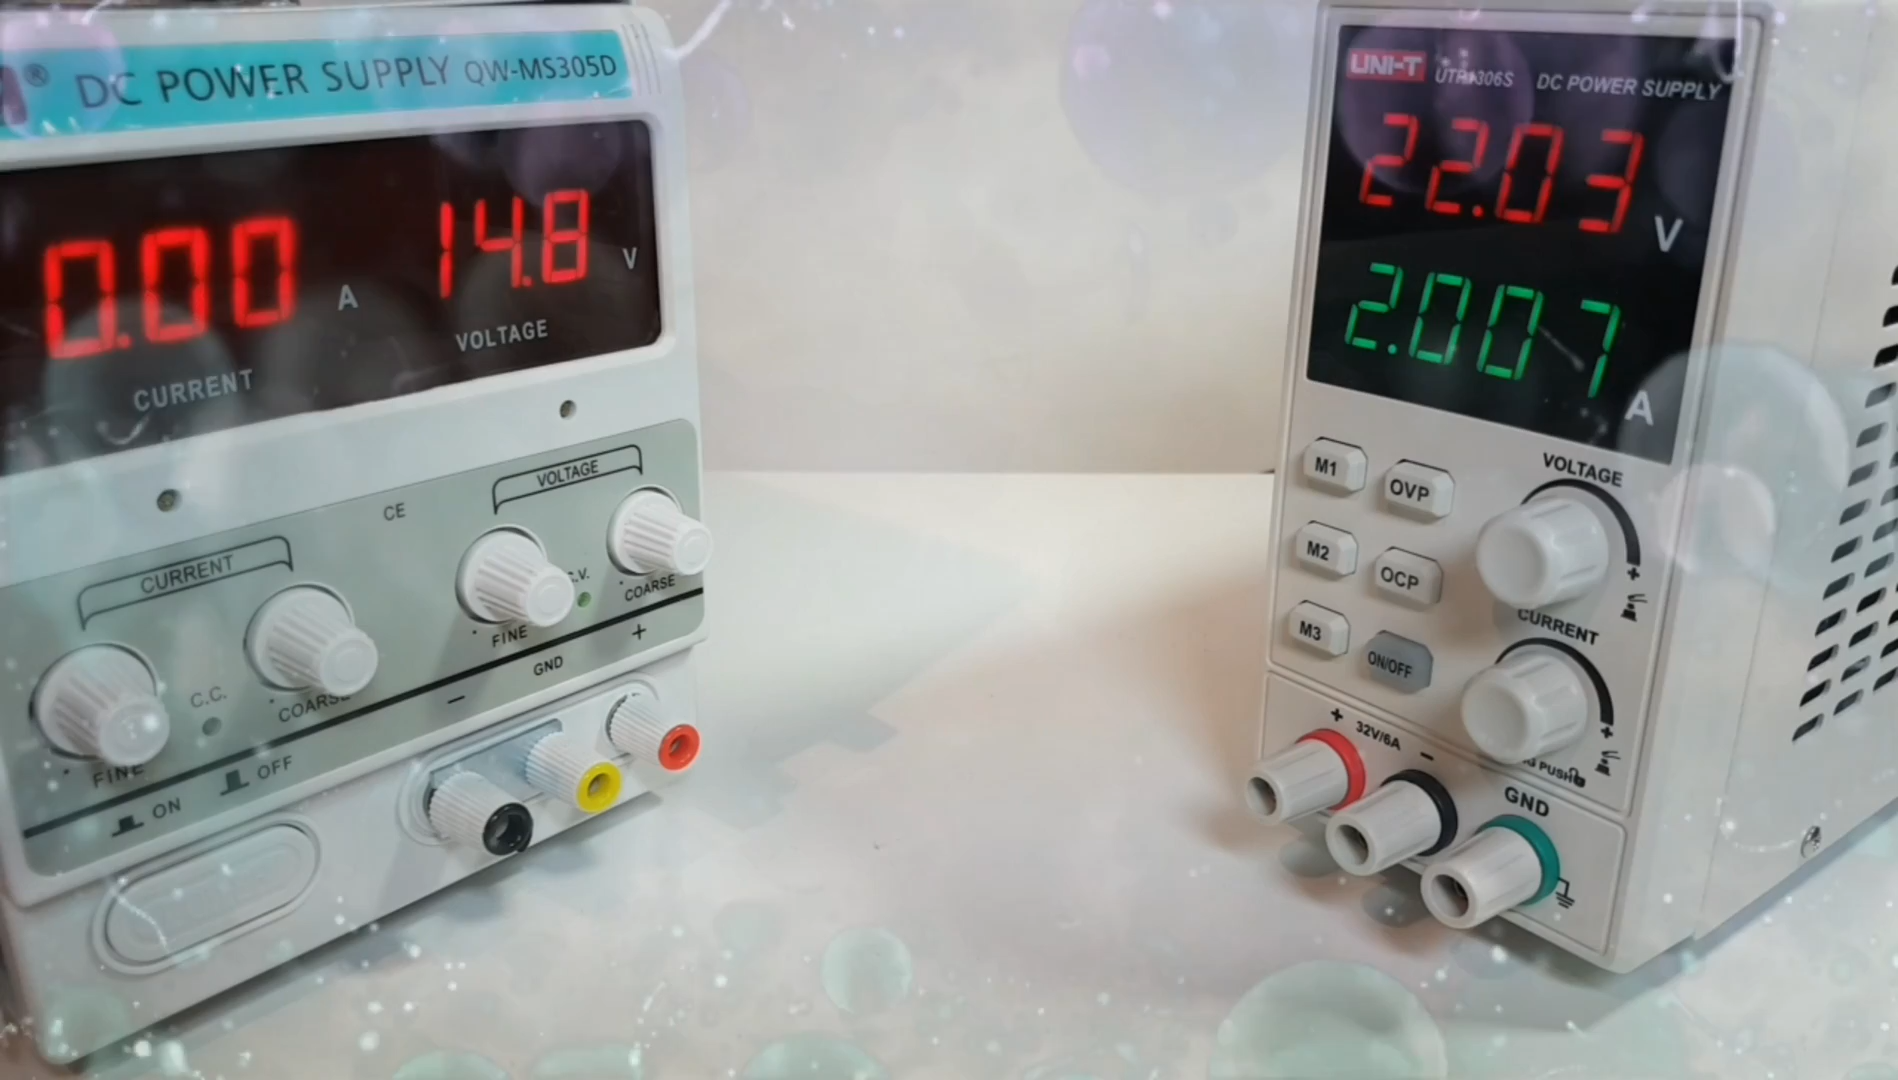 DC POWER SUPPLY QW-MS305D
0.00 A
14.8 V
CURRENT
VOLTAGE
VOLTAGE
CE
CURRENT
COARSE
FINE
C.C.
COARSE
FINE
+
GND
−
ON
OFF
UNI-T
DC POWER SUPPLY
22.03 V
2.007 A
M1
OVP
VOLTAGE
M2
OCP
+
M3
ON/OFF
CURRENT
+
+ 32V/6A −
PUSH
GND